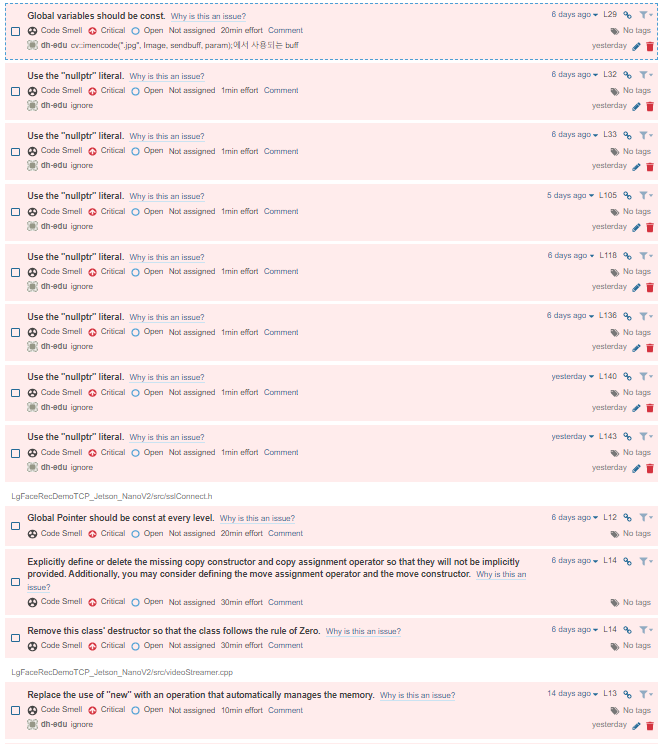 Global variables should be const. Why is this an issue? 6 days ago L29
Code Smell Critical Open Not assigned 20min effort Comment No tags
dh-edu cv::imencode(".jpg", Image, sendbuff, param);에서 사용되는 buff yesterday
Use the "nullptr" literal. Why is this an issue? 6 days ago L32
Code Smell Critical Open Not assigned 1min effort Comment No tags
dh-edu ignore yesterday
Use the "nullptr" literal. Why is this an issue? 6 days ago L33
Code Smell Critical Open Not assigned 1min effort Comment No tags
dh-edu ignore yesterday
Use the "nullptr" literal. Why is this an issue? 5 days ago L105
Code Smell Critical Open Not assigned 1min effort Comment No tags
dh-edu ignore yesterday
Use the "nullptr" literal. Why is this an issue? 6 days ago L118
Code Smell Critical Open Not assigned 1min effort Comment No tags
dh-edu ignore yesterday
Use the "nullptr" literal. Why is this an issue? 6 days ago L136
Code Smell Critical Open Not assigned 1min effort Comment No tags
dh-edu ignore yesterday
Use the "nullptr" literal. Why is this an issue? yesterday L140
Code Smell Critical Open Not assigned 1min effort Comment No tags
dh-edu ignore yesterday
Use the "nullptr" literal. Why is this an issue? yesterday L143
Code Smell Critical Open Not assigned 1min effort Comment No tags
dh-edu ignore yesterday
LgFaceRecDemoTCP_Jetson_NanoV2/src/sslConnect.h
Global Pointer should be const at every level. Why is this an issue? 6 days ago L12
Code Smell Critical Open Not assigned 20min effort Comment No tags
Explicitly define or delete the missing copy constructor and copy assignment operator so that they will not be implicitly 6 days ago L14
provided. Additionally, you may consider defining the move assignment operator and the move constructor. Why is this an
issue?
Code Smell Critical Open Not assigned 30min effort Comment No tags
Remove this class' destructor so that the class follows the rule of Zero. Why is this an issue? 6 days ago L14
Code Smell Critical Open Not assigned 30min effort Comment No tags
LgFaceRecDemoTCP_Jetson_NanoV2/src/videoStreamer.cpp
Replace the use of "new" with an operation that automatically manages the memory. Why is this an issue? 14 days ago L13
Code Smell Critical Open Not assigned 10min effort Comment No tags
dh-edu ignore yesterday